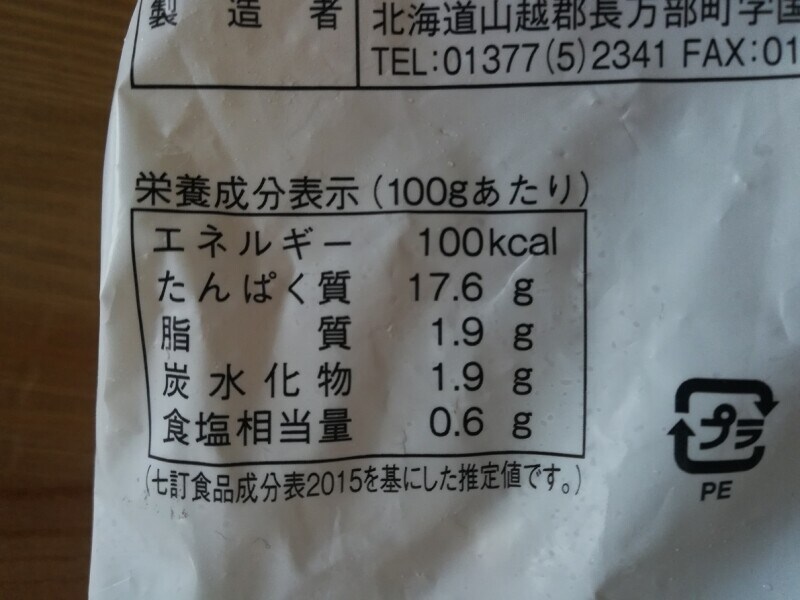 製造者
北海道山越郡長万部町字国
TEL:01377(5)2341 FAX:01
栄養成分表示(100gあたり)
エネルギー 100kcal
たんぱく質 17.6 g
脂質 1.9 g
炭水化物 1.9 g
食塩相当量 0.6 g
(七訂食品成分表2015を基にした推定値です。)
プラ
PE